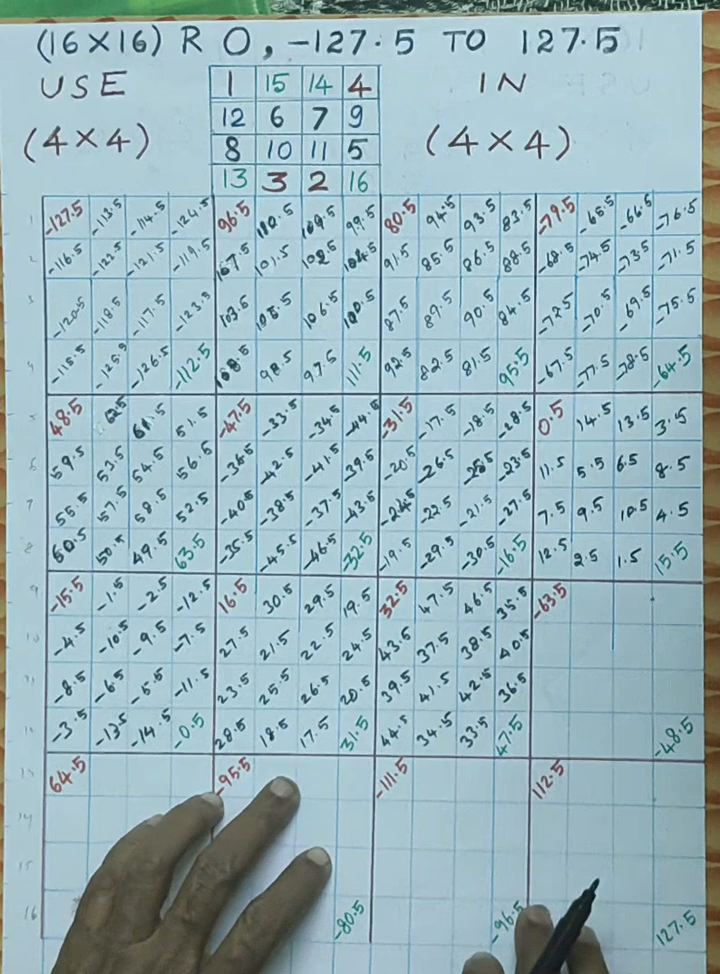 (16×16) R O, -127.5 TO 127.5
USE 1 15 14 4 IN
12 6 7 9
(4×4) 8 10 11 5 (4×4)
13 3 2 16
1 -127.5 -113.5 -114.5 -124.5 96.5 110.5 109.5 99.5 80.5 94.5 93.5 83.5 -79.5 -65.5 -66.5 -76.5
2 -116.5 -122.5 -121.5 -119.5 107.5 101.5 102.5 104.5 91.5 85.5 86.5 88.5 -68.5 -74.5 -73.5 -71.5
3 -120.5 -118.5 -117.5 -123.5 103.5 105.5 106.5 100.5 87.5 89.5 90.5 84.5 -72.5 -70.5 -69.5 -75.5
4 -115.5 -125.5 -126.5 -112.5 108.5 98.5 97.5 111.5 92.5 82.5 81.5 95.5 -67.5 -77.5 -78.5 -64.5
5 48.5 61.5 51.5 -47.5 -33.5 -34.5 -44.5 -31.5 -17.5 -18.5 -28.5 0.5 14.5 13.5 3.5
6 59.5 53.5 54.5 56.5 -36.5 -42.5 -41.5 -39.5 -20.5 -26.5 -25.5 -23.5 11.5 5.5 6.5 8.5
7 55.5 57.5 58.5 52.5 -40.5 -38.5 -37.5 -43.5 -24.5 -22.5 -21.5 -27.5 7.5 9.5 10.5 4.5
8 60.5 50.5 49.5 63.5 -35.5 -45.5 -46.5 -32.5 -19.5 -29.5 -30.5 -16.5 12.5 2.5 1.5 15.5
9 -15.5 -1.5 -2.5 -12.5 16.5 30.5 29.5 19.5 32.5 47.5 46.5 35.5 -63.5
10 -4.5 -10.5 -9.5 -7.5 27.5 21.5 22.5 24.5 43.5 37.5 38.5 40.5
11 -8.5 -6.5 -5.5 -11.5 23.5 25.5 26.5 20.5 39.5 41.5 42.5 36.5
-3.5 -13.5 -14.5 -0.5 28.5 18.5 17.5 31.5 44.5 34.5 33.5 47.5 -48.5
13 64.5 -95.5 -111.5 112.5
14
15
16 -80.5 -96.5 127.5